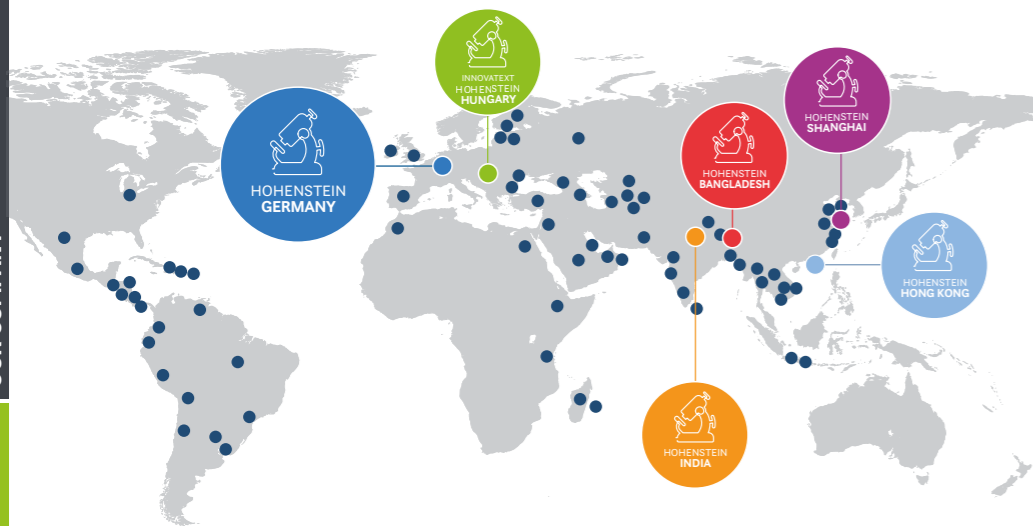 INNOVATEXT
HOHENSTEIN
HUNGARY
HOHENSTEIN
SHANGHAI
HOHENSTEIN
BANGLADESH
HOHENSTEIN
GERMANY
HOHENSTEIN
HONG KONG
HOHENSTEIN
INDIA